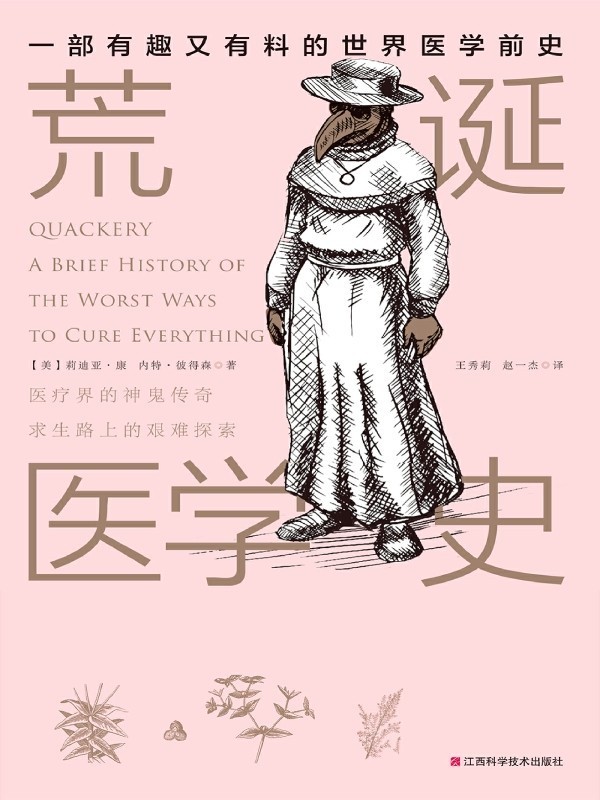 一部有趣又有料的世界医学前史
荒诞
QUACKERY
A BRIEF HISTORY OF
THE WORST WAYS
TO CURE EVERYTHING
【美】莉迪亚·康 内特·彼得森◎著
王秀莉 赵一杰◎译
医疗界的神鬼传奇
求生路上的艰难探索
医学史
江西科学技术出版社